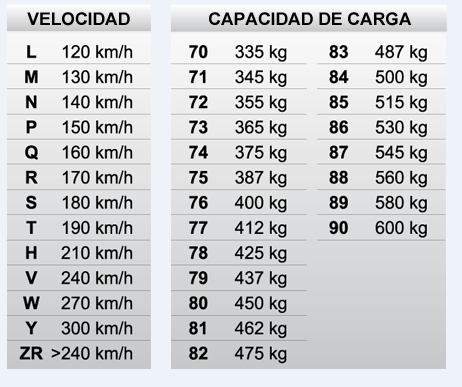 VELOCIDAD
L 120 km/h
M 130 km/h
N 140 km/h
P 150 km/h
Q 160 km/h
R 170 km/h
S 180 km/h
T 190 km/h
H 210 km/h
V 240 km/h
W 270 km/h
Y 300 km/h
ZR >240 km/h
CAPACIDAD DE CARGA
70 335 kg 83 487 kg
71 345 kg 84 500 kg
72 355 kg 85 515 kg
73 365 kg 86 530 kg
74 375 kg 87 545 kg
75 387 kg 88 560 kg
76 400 kg 89 580 kg
77 412 kg 90 600 kg
78 425 kg
79 437 kg
80 450 kg
81 462 kg
82 475 kg